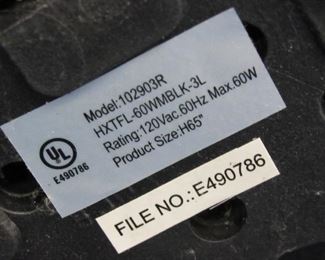 Model:102903R
HXTFL-60WMBLK-3L
Rating:120Vac.60Hz Max.60W
Product Size:H65"
UL
E490786
FILE NO.:E490786